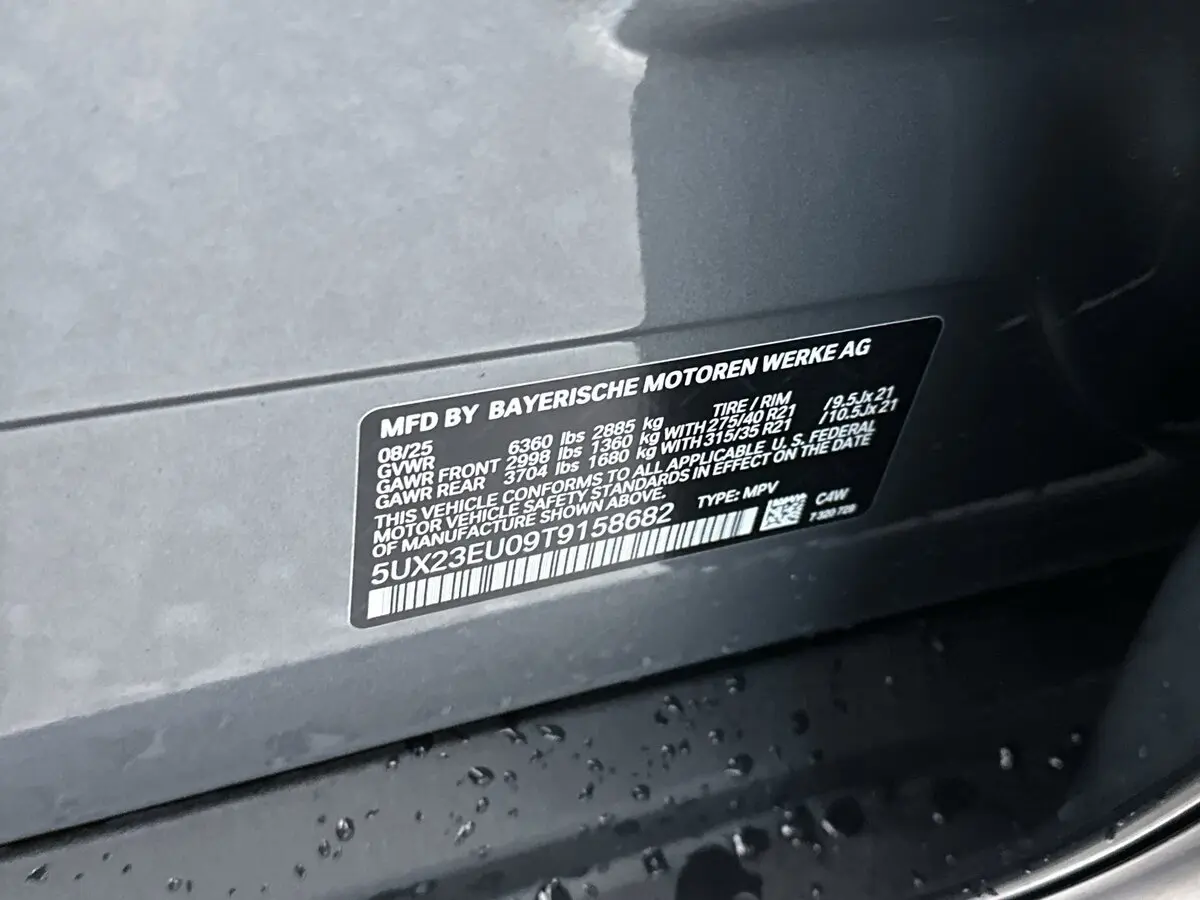 MFD BY BAYERISCHE MOTOREN WERKE AG
08/25 TIRE / RIM
GVWR 6360 lbs 2885 kg
GAWR FRONT 2998 lbs 1360 kg WITH 275/40 R21 /9.5Jx21
GAWR REAR 3704 lbs 1680 kg WITH 315/35 R21 /10.5Jx21
THIS VEHICLE CONFORMS TO ALL APPLICABLE U.S. FEDERAL
MOTOR VEHICLE SAFETY STANDARDS IN EFFECT ON THE DATE
OF MANUFACTURE SHOWN ABOVE.
TYPE: MPV
5UX23EU09T9158682
C4W